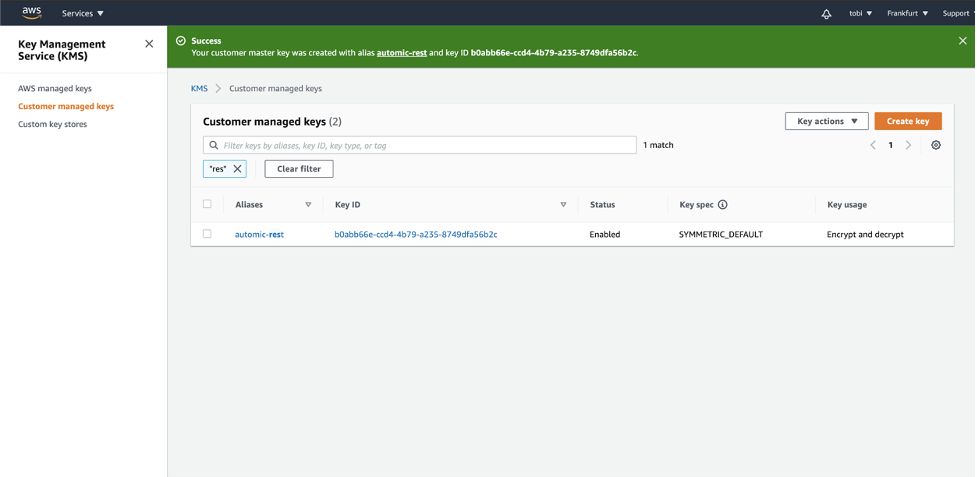 aws
Services
tobi
Frankfurt
Support
Key Management
Service (KMS)
AWS managed keys
Customer managed keys
Custom key stores
Success
Your customer master key was created with alias automic-rest and key ID b0abb66e-ccd4-4b79-a235-8749dfa56b2c.
KMS
Customer managed keys
Customer managed keys (2)
Key actions
Create key
Filter keys by aliases, key ID, key type, or tag
1 match
1
"res"
Clear filter
Aliases
Key ID
Status
Key spec
Key usage
automic-rest
b0abb66e-ccd4-4b79-a235-8749dfa56b2c
Enabled
SYMMETRIC_DEFAULT
Encrypt and decrypt